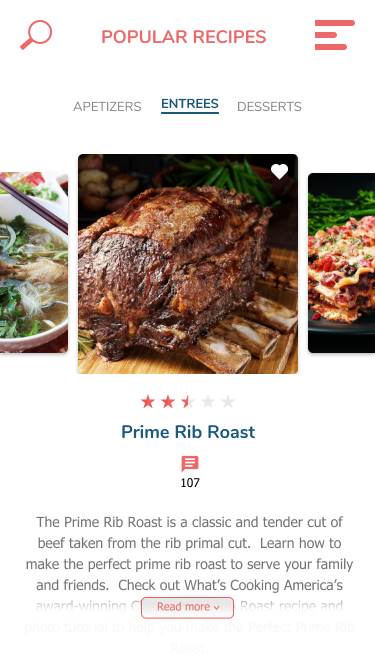 POPULAR RECIPES
APETIZERS ENTREES DESSERTS
Prime Rib Roast
107
The Prime Rib Roast is a classic and tender cut of
beef taken from the rib primal cut. Learn how to
make the perfect prime rib roast to serve your family
and friends. Check out What's Cooking America's
award-winning Roast recipe and
Read more
photo tutorial to help you make the Perfect Prime Rib
Roast.